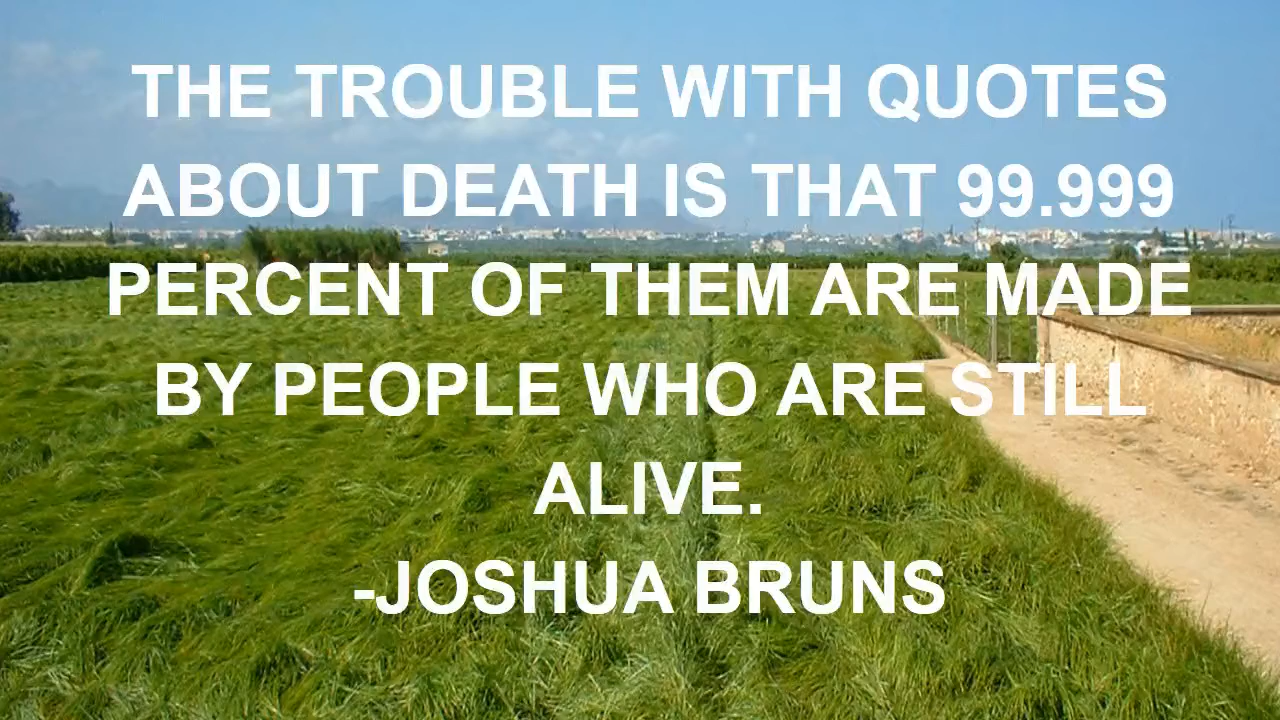 THE TROUBLE WITH QUOTES
ABOUT DEATH IS THAT 99.999
PERCENT OF THEM ARE MADE
BY PEOPLE WHO ARE STILL
ALIVE.
-JOSHUA BRUNS